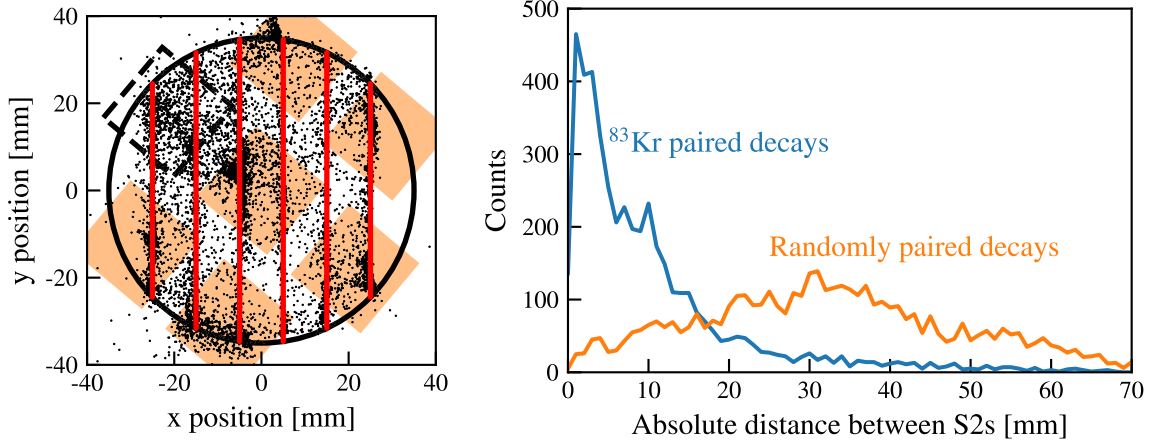 40
20
0
-20
-40
-40 -20 0 20 40
y position [mm]
x position [mm]
500
400
300
200
100
0
0 10 20 30 40 50 60 70
Counts
⁸³Kr paired decays
Randomly paired decays
Absolute distance between S2s [mm]